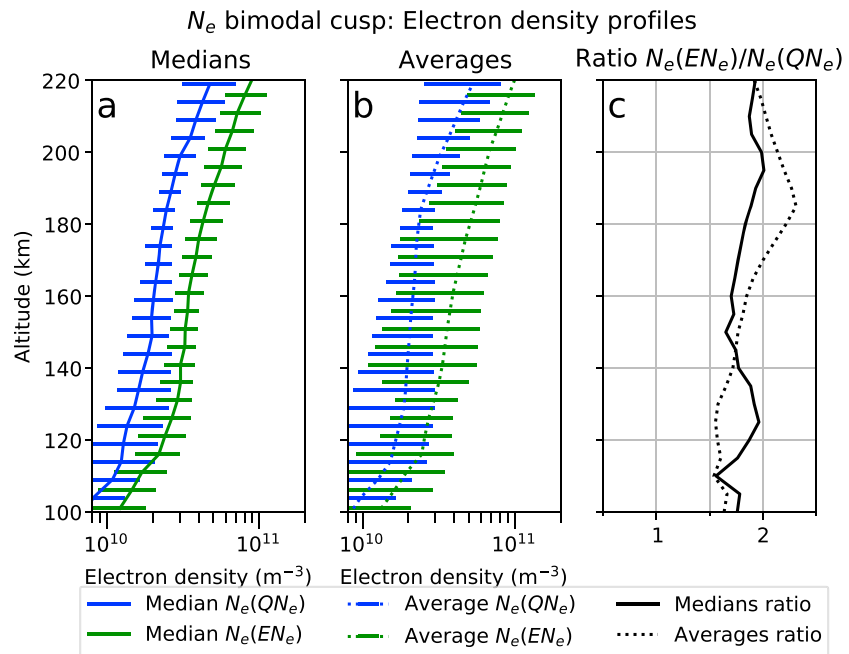 N_e bimodal cusp: Electron density profiles
Medians
Averages
Ratio N_e(EN_e)/N_e(QN_e)
a
b
c
220
200
180
160
140
120
100
Altitude (km)
10^10 10^11
10^10 10^11
1 2
Electron density (m^−3)
Electron density (m^−3)
Median N_e(QN_e)
Median N_e(EN_e)
Average N_e(QN_e)
Average N_e(EN_e)
Medians ratio
Averages ratio